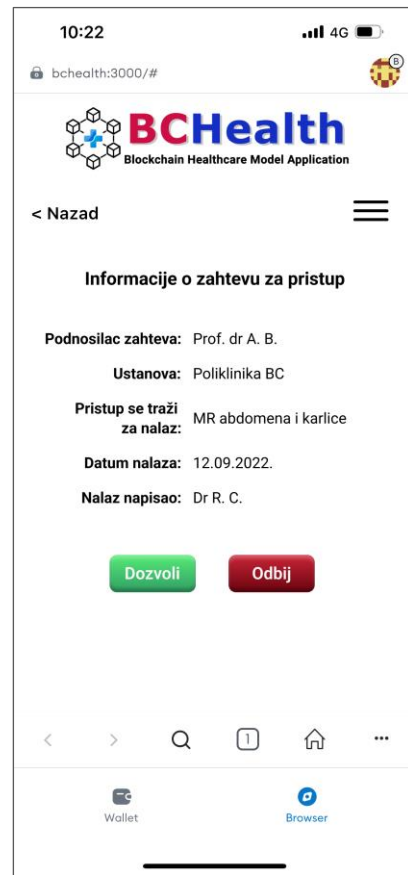 10:22
4G
bchealth:3000/#
B
BCHealth
Blockchain Healthcare Model Application
< Nazad
Informacije o zahtevu za pristup
Podnosilac zahteva: Prof. dr A. B.
Ustanova: Poliklinika BC
Pristup se traži
za nalaz: MR abdomena i karlice
Datum nalaza: 12.09.2022.
Nalaz napisao: Dr R. C.
Dozvoli Odbij
< > 1 ...
Wallet Browser